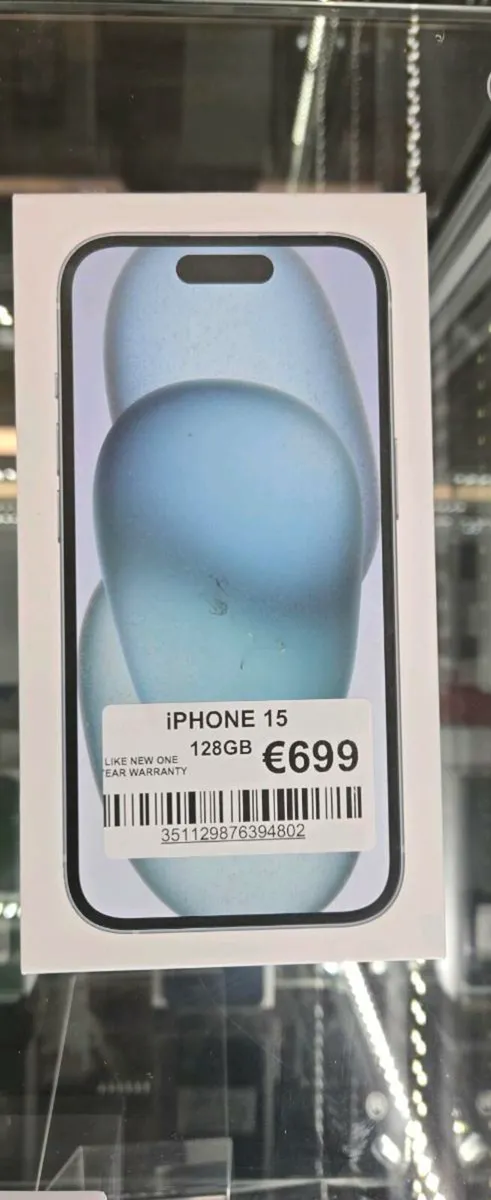 iPHONE 15
128GB €699
LIKE NEW ONE
EAR WARRANTY
351129876394802